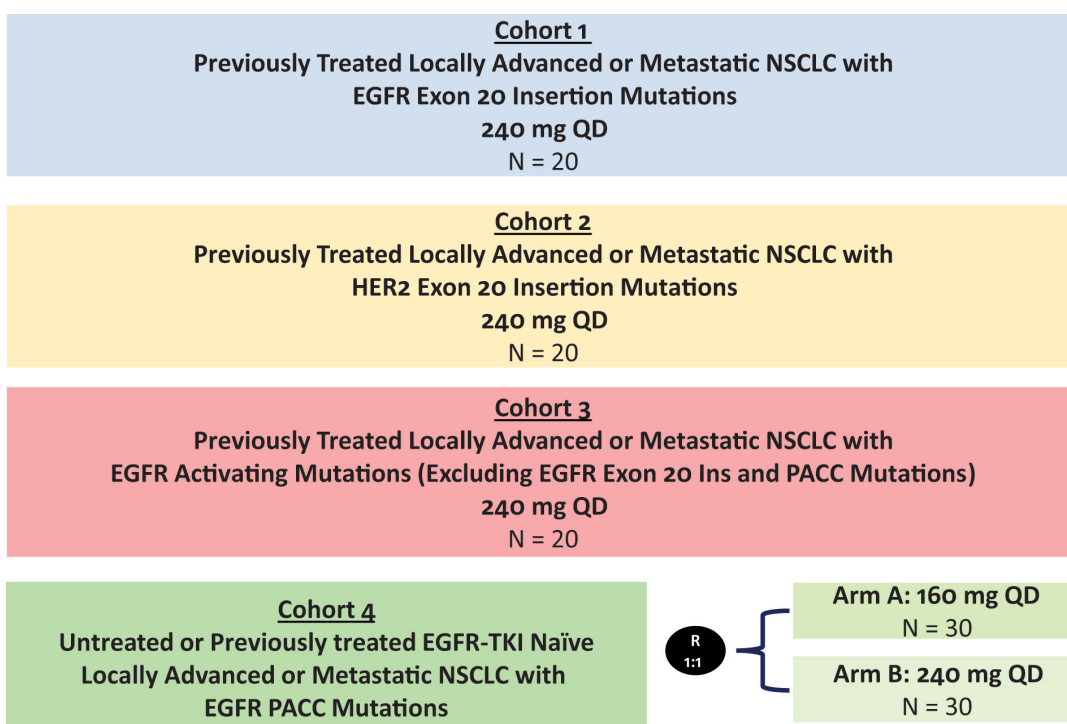 Cohort 1
Previously Treated Locally Advanced or Metastatic NSCLC with
EGFR Exon 20 Insertion Mutations
240 mg QD
N = 20
Cohort 2
Previously Treated Locally Advanced or Metastatic NSCLC with
HER2 Exon 20 Insertion Mutations
240 mg QD
N = 20
Cohort 3
Previously Treated Locally Advanced or Metastatic NSCLC with
EGFR Activating Mutations (Excluding EGFR Exon 20 Ins and PACC Mutations)
240 mg QD
N = 20
Cohort 4
Untreated or Previously treated EGFR-TKI Naïve
Locally Advanced or Metastatic NSCLC with
EGFR PACC Mutations
R
1:1
Arm A: 160 mg QD
N = 30
Arm B: 240 mg QD
N = 30